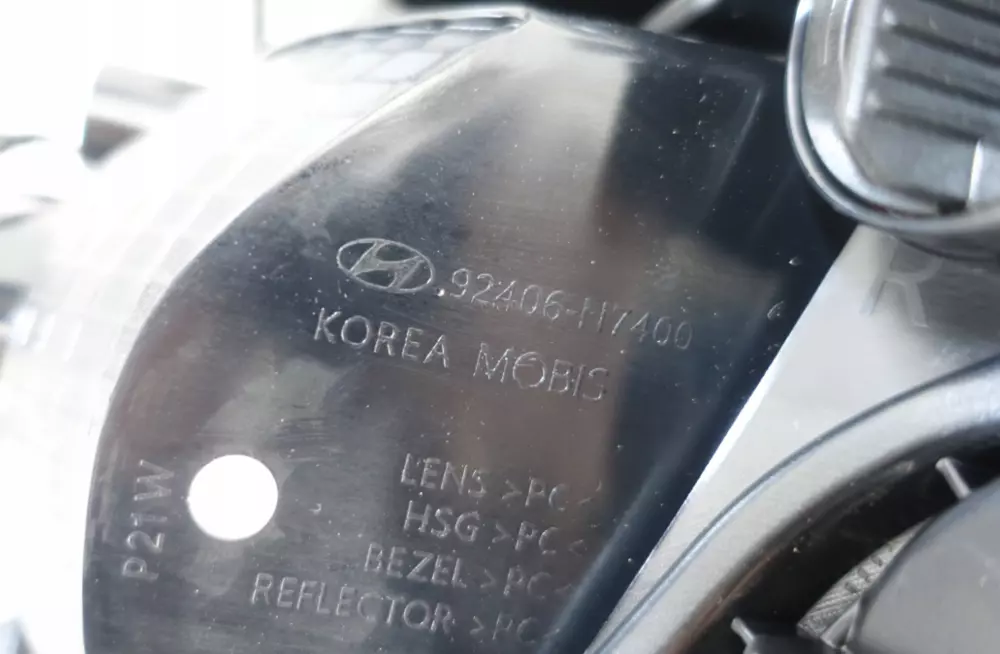 92406-H7400
KOREA MOBIS
LENS >PC<
HSG >PC<
BEZEL >PC<
REFLECTOR >PC<
P21W
R